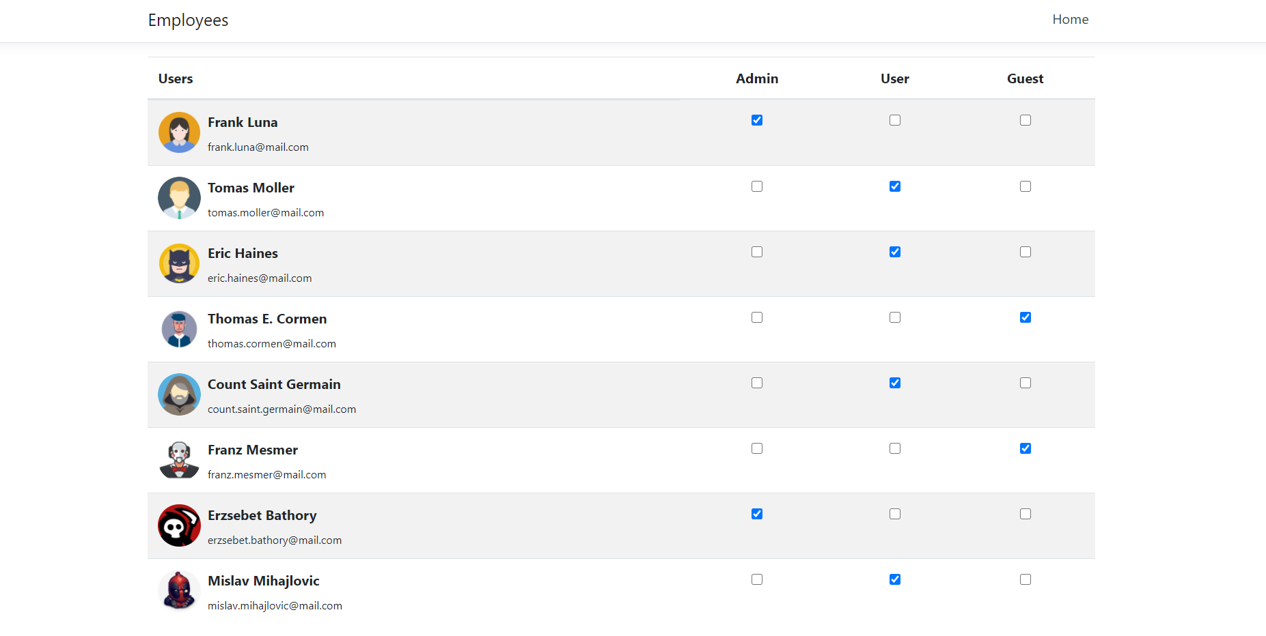 Employees Home
Users Admin User Guest
Frank Luna
frank.luna@mail.com
Tomas Moller
tomas.moller@mail.com
Eric Haines
eric.haines@mail.com
Thomas E. Cormen
thomas.cormen@mail.com
Count Saint Germain
count.saint.germain@mail.com
Franz Mesmer
franz.mesmer@mail.com
Erzsebet Bathory
erzsebet.bathory@mail.com
Mislav Mihajlovic
mislav.mihajlovic@mail.com